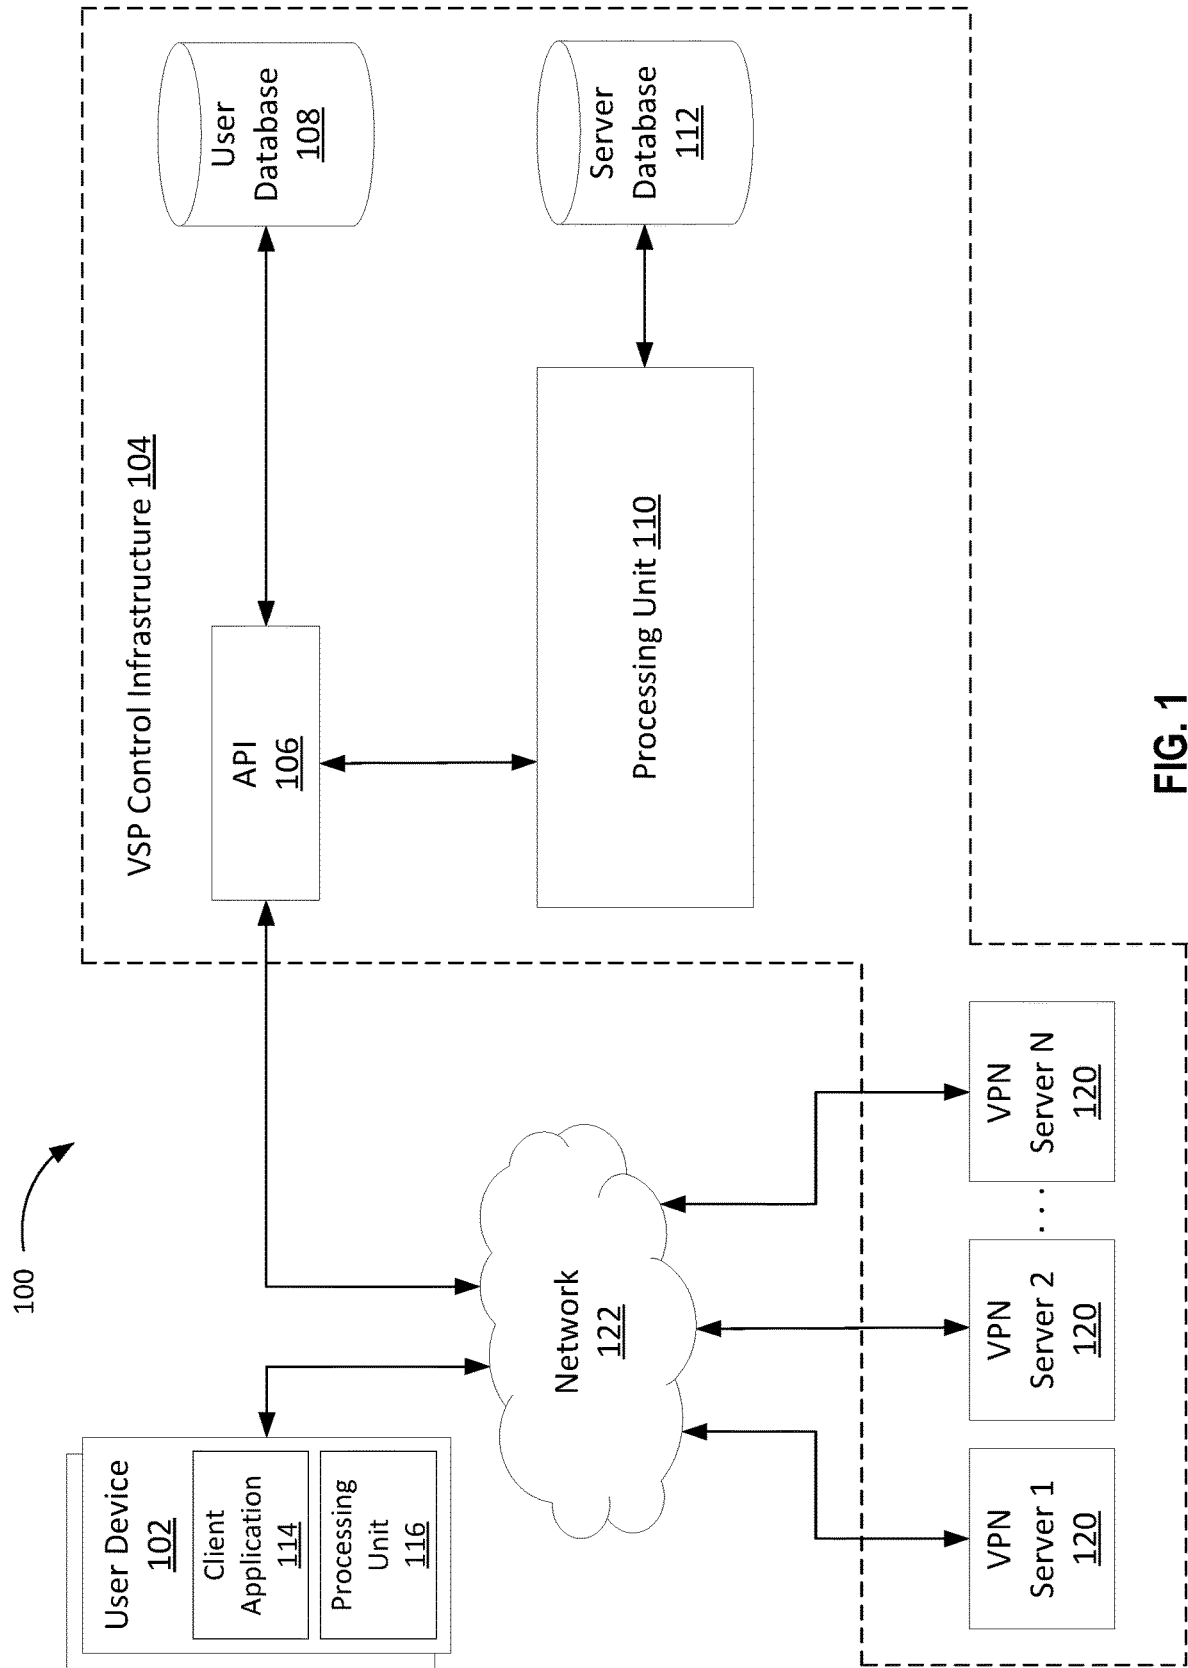 100
User Device
102
Client
Application
114
Processing
Unit
116
Network
122
VSP Control Infrastructure 104
API
106
User
Database
108
Processing Unit 110
Server
Database
112
VPN
Server 1
120
VPN
Server 2
120
. . .
VPN
Server N
120
FIG. 1